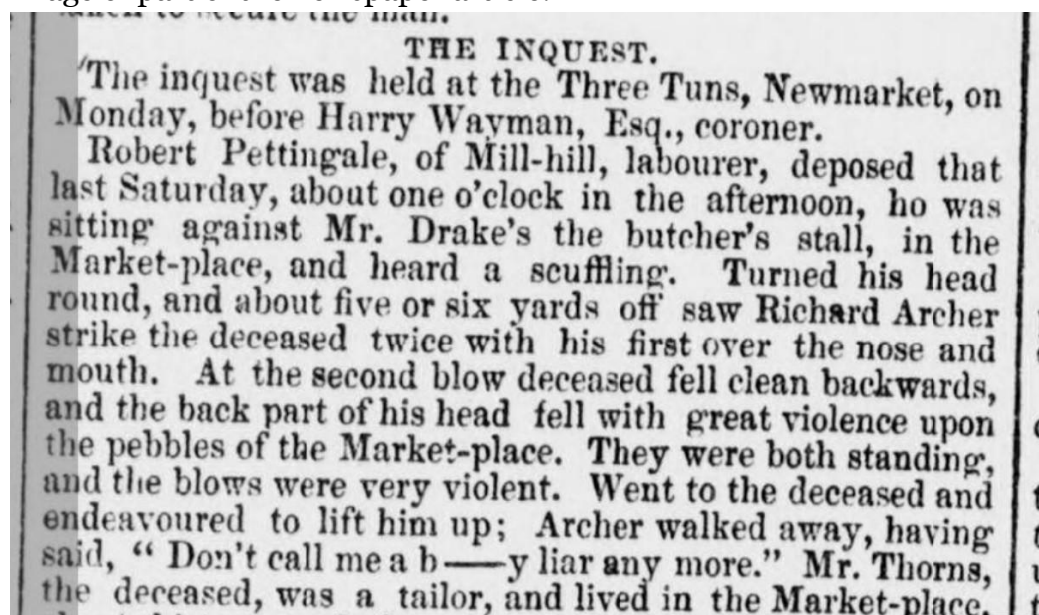 THE INQUEST.
The inquest was held at the Three Tuns, Newmarket, on
Monday, before Harry Wayman, Esq., coroner.
Robert Pettingale, of Mill-hill, labourer, deposed that
last Saturday, about one o'clock in the afternoon, ho was
sitting against Mr. Drake's the butcher's stall, in the
Market-place, and heard a scuffling. Turned his head
round, and about five or six yards off saw Richard Archer
strike the deceased twice with his first over the nose and
mouth. At the second blow deceased fell clean backwards,
and the back part of his head fell with great violence upon
the pebbles of the Market-place. They were both standing,
and the blows were very violent. Went to the deceased and
endeavoured to lift him up; Archer walked away, having
said, “ Don't call me a b——y liar any more.” Mr. Thorns,
the deceased, was a tailor, and lived in the Market-place.